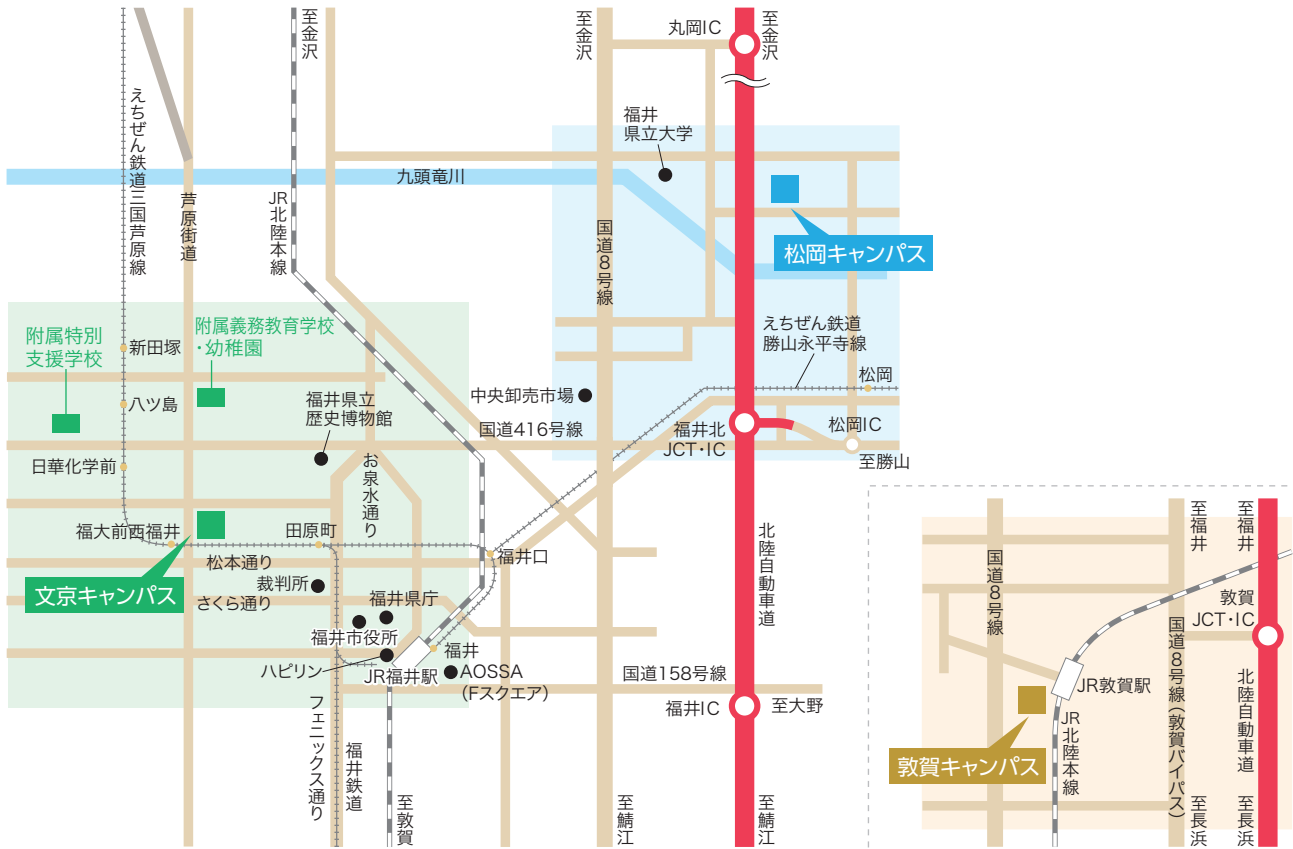 至金沢
至金沢
丸岡IC
至金沢
えちぜん鉄道三国芦原線
芦原街道
JR北陸本線
九頭竜川
福井
県立大学
国道8号線
松岡キャンパス
附属特別
支援学校
新田塚
附属義務教育学校
・幼稚園
えちぜん鉄道
勝山永平寺線
松岡
八ツ島
福井県立
歴史博物館
中央卸売市場
国道416号線
福井北
JCT・IC
松岡IC
至勝山
日華化学前
お泉水通り
福大前西福井
田原町
松本通り
福井口
文京キャンパス
裁判所
さくら通り
福井県庁
福井市役所
ハピリン
JR福井駅
福井
AOSSA
(Fスクエア)
北陸自動車道
国道158号線
福井IC
至大野
フェニックス通り
福井鉄道
至敦賀
至鯖江
至鯖江
国道8号線
至福井
至福井
敦賀
JCT・IC
国道8号線(敦賀バイパス)
JR敦賀駅
北陸自動車道
敦賀キャンパス
JR北陸本線
至長浜
至長浜